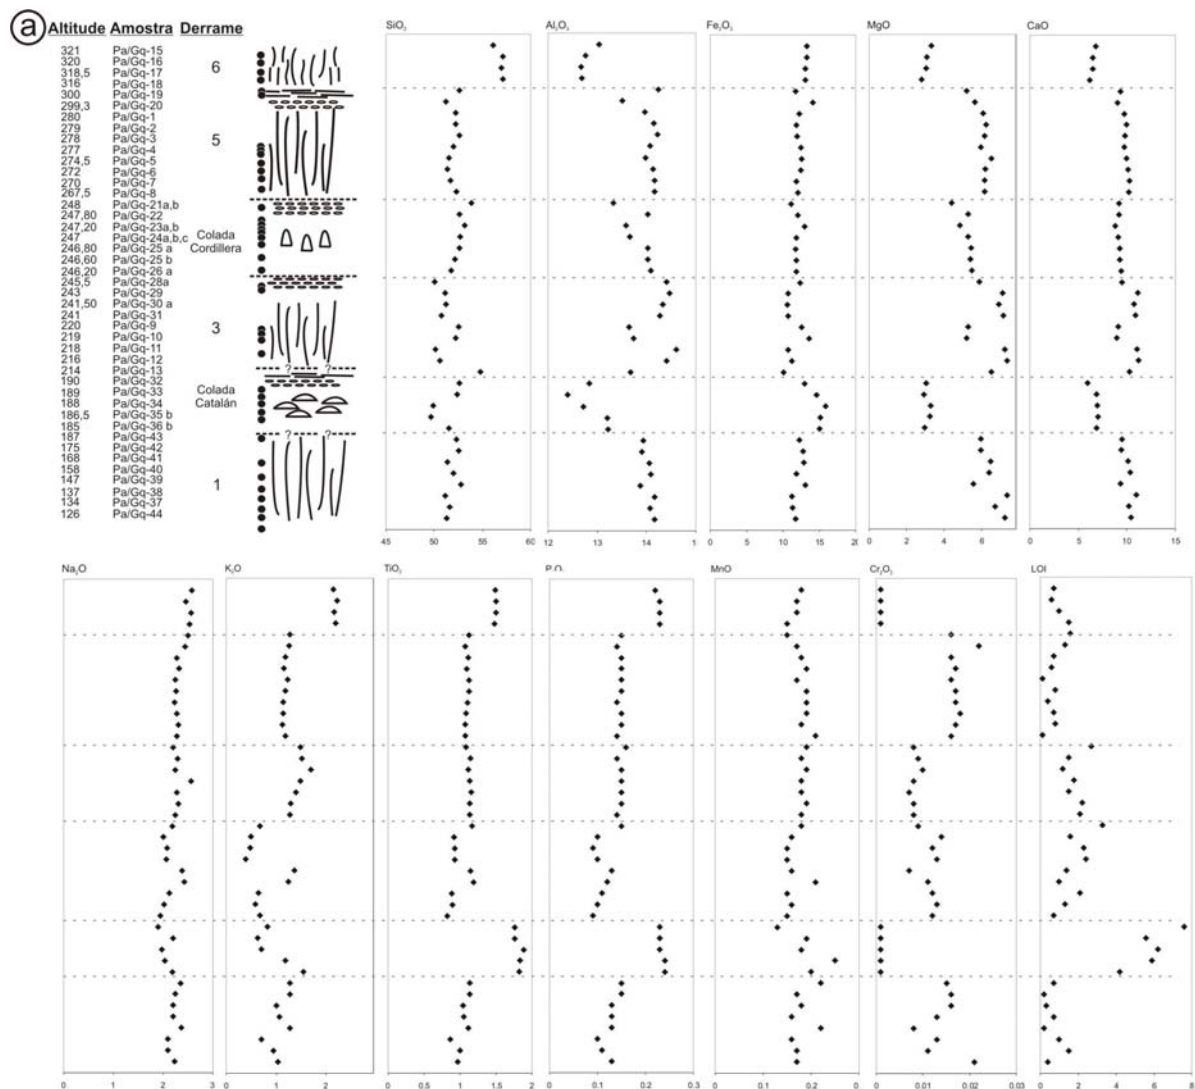 a
Altitude Amostra Derrame
321 Pa/Gq-15
320 Pa/Gq-16
318,5 Pa/Gq-17
316 Pa/Gq-18
300 Pa/Gq-19
299,3 Pa/Gq-20
280 Pa/Gq-1
279 Pa/Gq-2
278 Pa/Gq-3
277 Pa/Gq-4
274,5 Pa/Gq-5
272 Pa/Gq-6
270 Pa/Gq-7
267,5 Pa/Gq-8
248 Pa/Gq-21a,b
247,80 Pa/Gq-22
247,20 Pa/Gq-23a,b
247 Pa/Gq-24a,b,c
246,80 Pa/Gq-25 a
246,60 Pa/Gq-25 b
246,20 Pa/Gq-26 a
245,5 Pa/Gq-28a
243 Pa/Gq-29
241,50 Pa/Gq-30 a
241 Pa/Gq-31
220 Pa/Gq-9
219 Pa/Gq-10
218 Pa/Gq-11
216 Pa/Gq-12
214 Pa/Gq-13
190 Pa/Gq-32
189 Pa/Gq-33
188 Pa/Gq-34
186,5 Pa/Gq-35 b
185 Pa/Gq-36 b
187 Pa/Gq-43
175 Pa/Gq-42
168 Pa/Gq-41
158 Pa/Gq-40
147 Pa/Gq-39
137 Pa/Gq-38
134 Pa/Gq-37
126 Pa/Gq-44
6
5
Colada
Cordillera
3
? ?
Colada
Catalán
? ?
1
SiO₂
45 50 55 60
Al₂O₃
12 13 14 1
Fe₂O₃
0 5 10 15 20
MgO
0 2 4 6
CaO
0 5 10 15
Na₂O
0 1 2 3
K₂O
0 1 2
TiO₂
0 0.5 1 1.5 2
0 0.1 0.2 0.3
MnO
0 0.1 0.2 0
Cr₂O₃
0 0.01 0.02 0.03
LOI
0 2 4